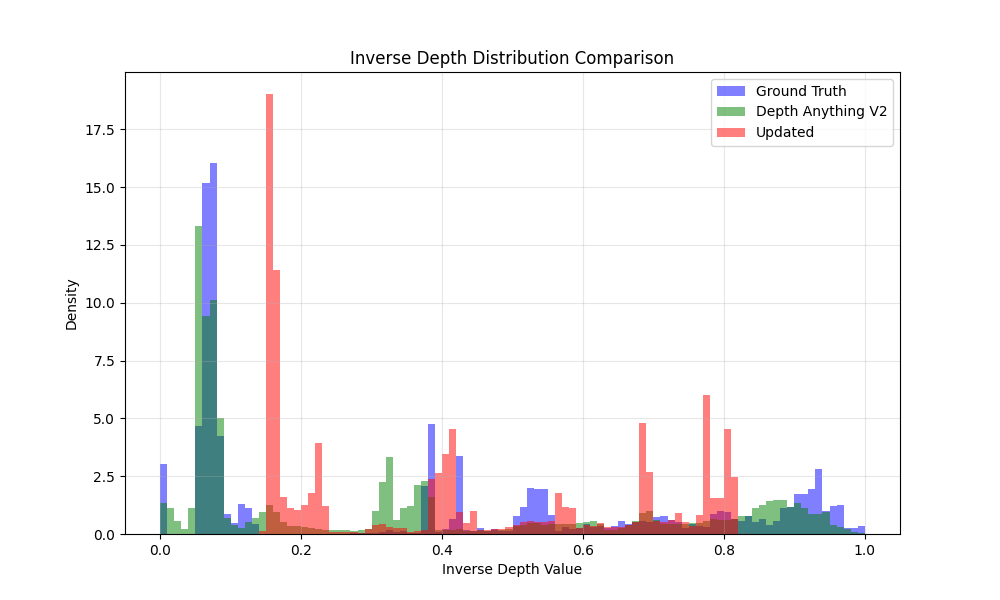 Inverse Depth Distribution Comparison
Ground Truth
Depth Anything V2
Updated
17.5
15.0
12.5
10.0
7.5
5.0
2.5
0.0
Density
0.0 0.2 0.4 0.6 0.8 1.0
Inverse Depth Value